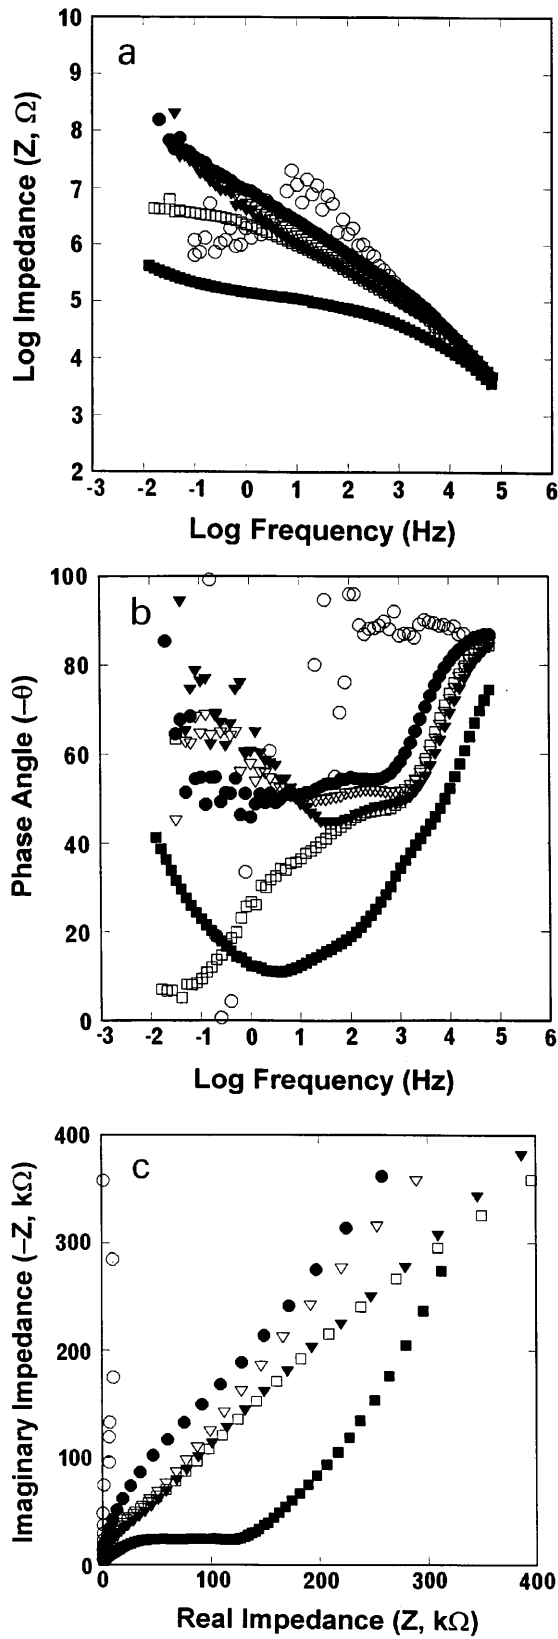 10
a
9
8
7
6
5
4
3
2
Log Impedance (Z, Ω)
-3 -2 -1 0 1 2 3 4 5 6
Log Frequency (Hz)
100
b
80
60
40
20
0
Phase Angle (–θ)
-3 -2 -1 0 1 2 3 4 5 6
Log Frequency (Hz)
400
c
300
200
100
0
Imaginary Impedance (–Z, kΩ)
0 100 200 300 400
Real Impedance (Z, kΩ)